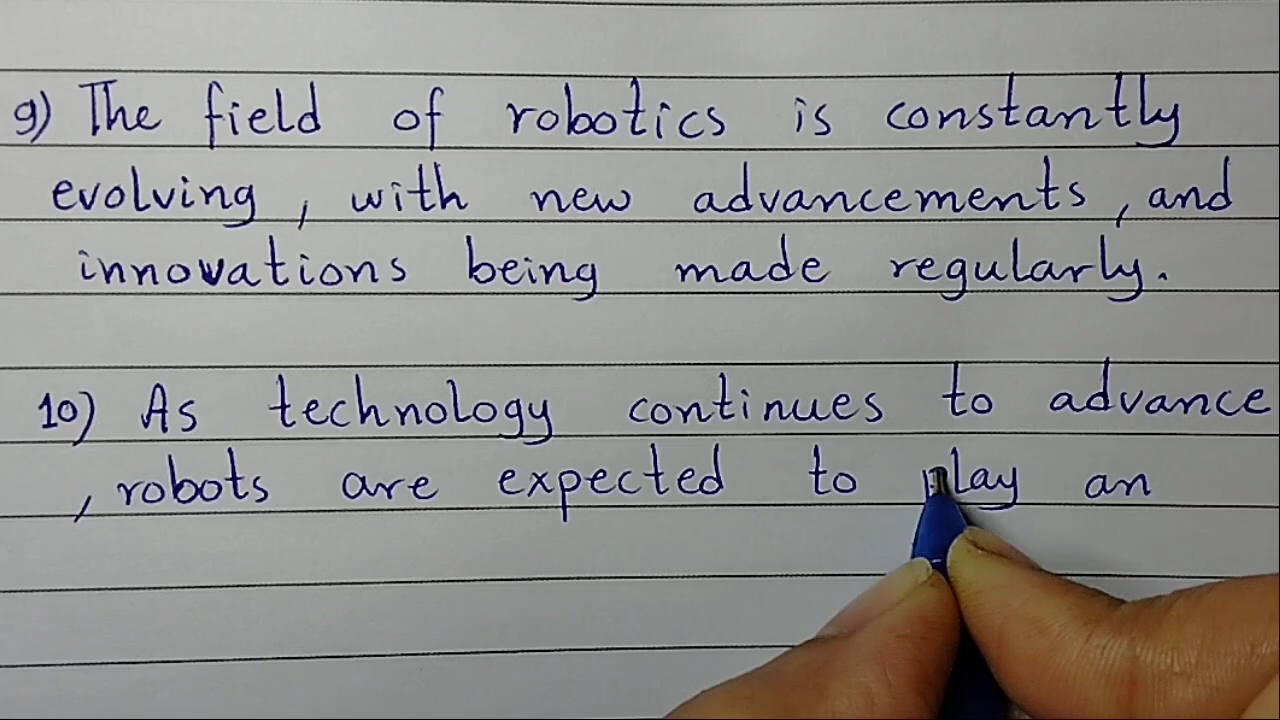 9) The field of robotics is constantly
evolving, with new advancements, and
innovations being made regularly.
10) As technology continues to advance
, robots are expected to play an